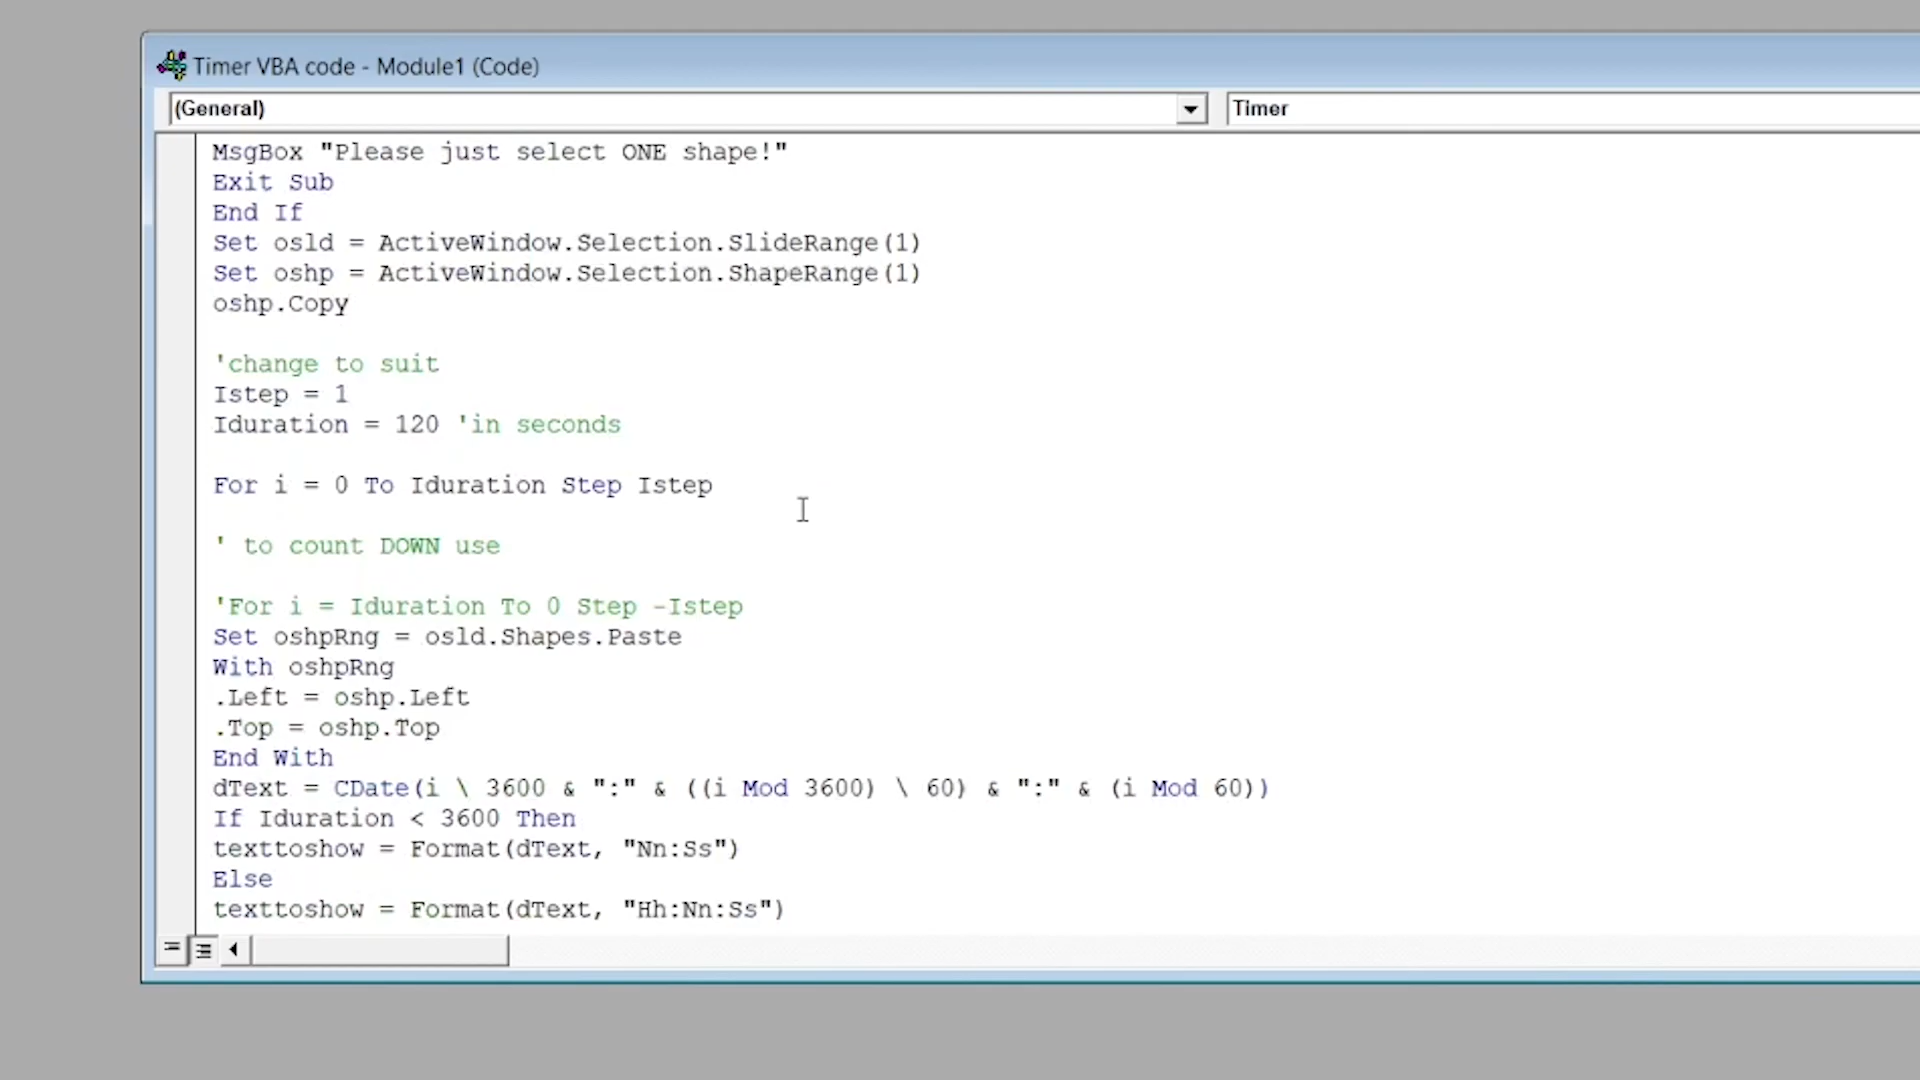 Timer VBA code - Module1 (Code)
(General)
Timer
MsgBox "Please just select ONE shape!"
Exit Sub
End If
Set osld = ActiveWindow.Selection.SlideRange(1)
Set oshp = ActiveWindow.Selection.ShapeRange(1)
oshp.Copy
'change to suit
Istep = 1
Iduration = 120 'in seconds
For i = 0 To Iduration Step Istep
' to count DOWN use
'For i = Iduration To 0 Step -Istep
Set oshpRng = osld.Shapes.Paste
With oshpRng
.Left = oshp.Left
.Top = oshp.Top
End With
dText = CDate(i \ 3600 & ":" & ((i Mod 3600) \ 60) & ":" & (i Mod 60))
If Iduration < 3600 Then
texttoshow = Format(dText, "Nn:Ss")
Else
texttoshow = Format(dText, "Hh:Nn:Ss")